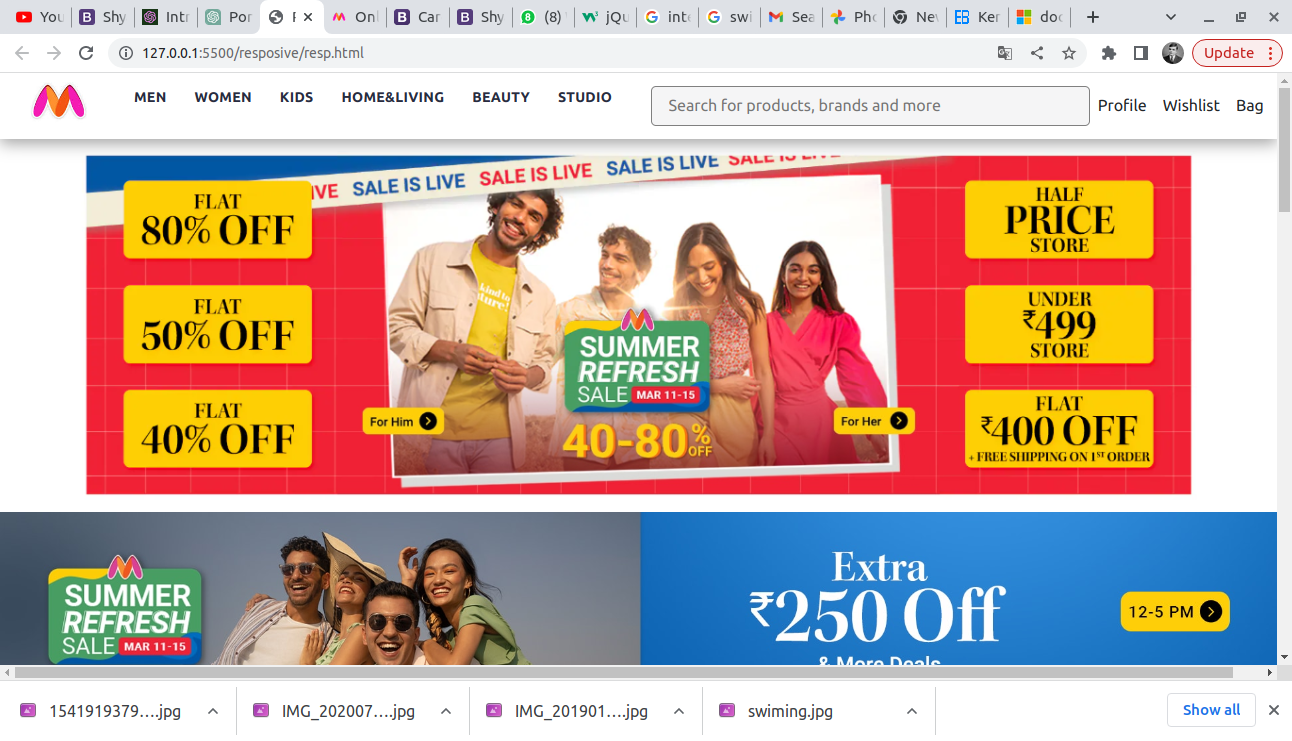 You
Shy
Intr
Por
Onl
Car
Shy
(8)
jQu
inte
swi
Sea
Pho
Nev
Ker
doc
127.0.0.1:5500/resposive/resp.html
Update
MEN WOMEN KIDS HOME&LIVING BEAUTY STUDIO
Search for products, brands and more
Profile Wishlist Bag
IVE SALE IS LIVE SALE IS LIVE SALE IS LIVE SALE IS LIVE
FLAT
80% OFF
FLAT
50% OFF
FLAT
40% OFF
kind to
For Him
SUMMER
REFRESH
SALE MAR 11-15
40-80% OFF
For Her
HALF
PRICE
STORE
UNDER
₹499
STORE
FLAT
₹400 OFF
+ FREE SHIPPING ON 1ST ORDER
SUMMER
REFRESH
SALE MAR 11-15
Extra
₹250 Off
& More Deals
12-5 PM
1541919379....jpg
IMG_202007....jpg
IMG_201901....jpg
swiming.jpg
Show all